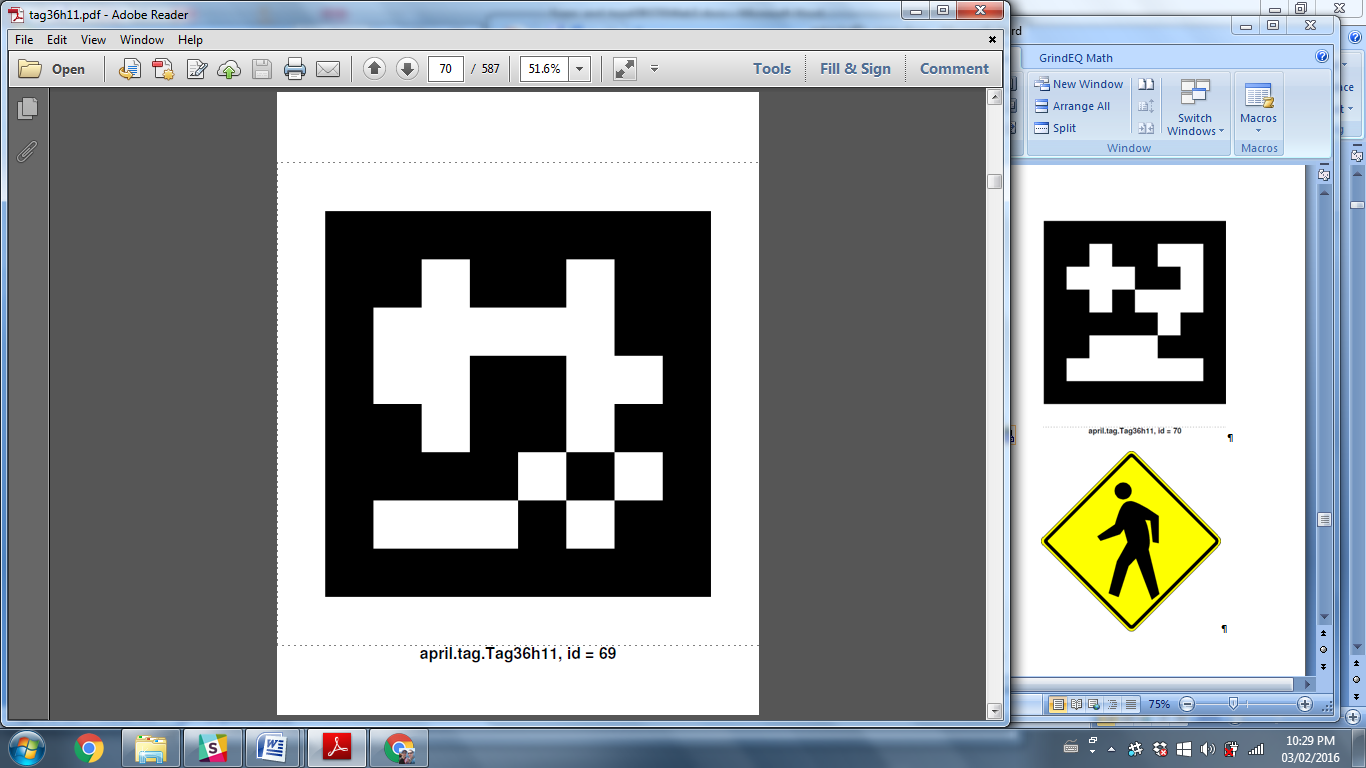 tag36h11.pdf - Adobe Reader
File Edit View Window Help
Open 70 / 587 51.6% Tools Fill & Sign Comment
april.tag.Tag36h11, id = 69
rd
GrindEQ Math
New Window
Arrange All
Split
Switch Windows
Macros
Window Macros
april.tag.Tag36h11, id = 70
¶
¶
75%
10:29 PM
03/02/2016